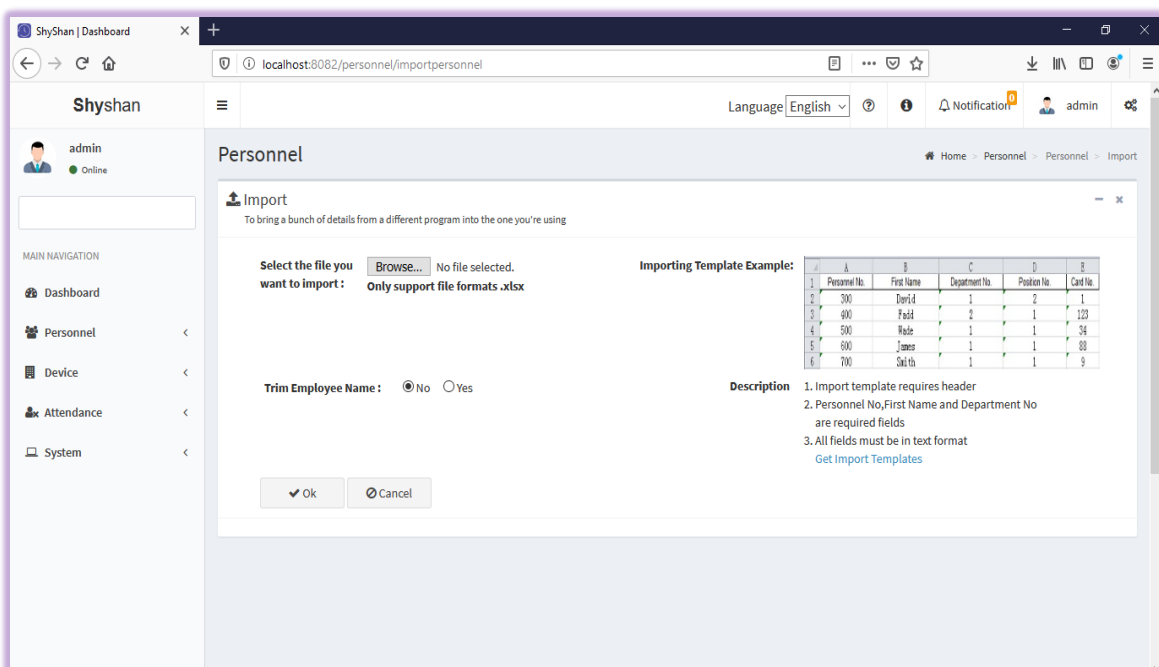 ShyShan | Dashboard
localhost:8082/personnel/importpersonnel
Shyshan
Language English
0
Notification
admin
admin
Online
MAIN NAVIGATION
Dashboard
Personnel
Device
Attendance
System
Personnel
Home > Personnel > Personnel > Import
Import
To bring a bunch of details from a different program into the one you're using
Select the file you
want to import :
Browse... No file selected.
Only support file formats .xlsx
Trim Employee Name : No Yes
Ok Cancel
Importing Template Example:
A B C D E
1 Personnel No. First Name Department No. Position No. Card No.
2 300 David 1 2 1
3 400 Fadd 2 1 123
4 500 Wade 1 1 34
5 600 James 1 1 88
6 700 Smith 1 1 9
Description 1. Import template requires header
2. Personnel No,First Name and Department No
are required fields
3. All fields must be in text format
Get Import Templates